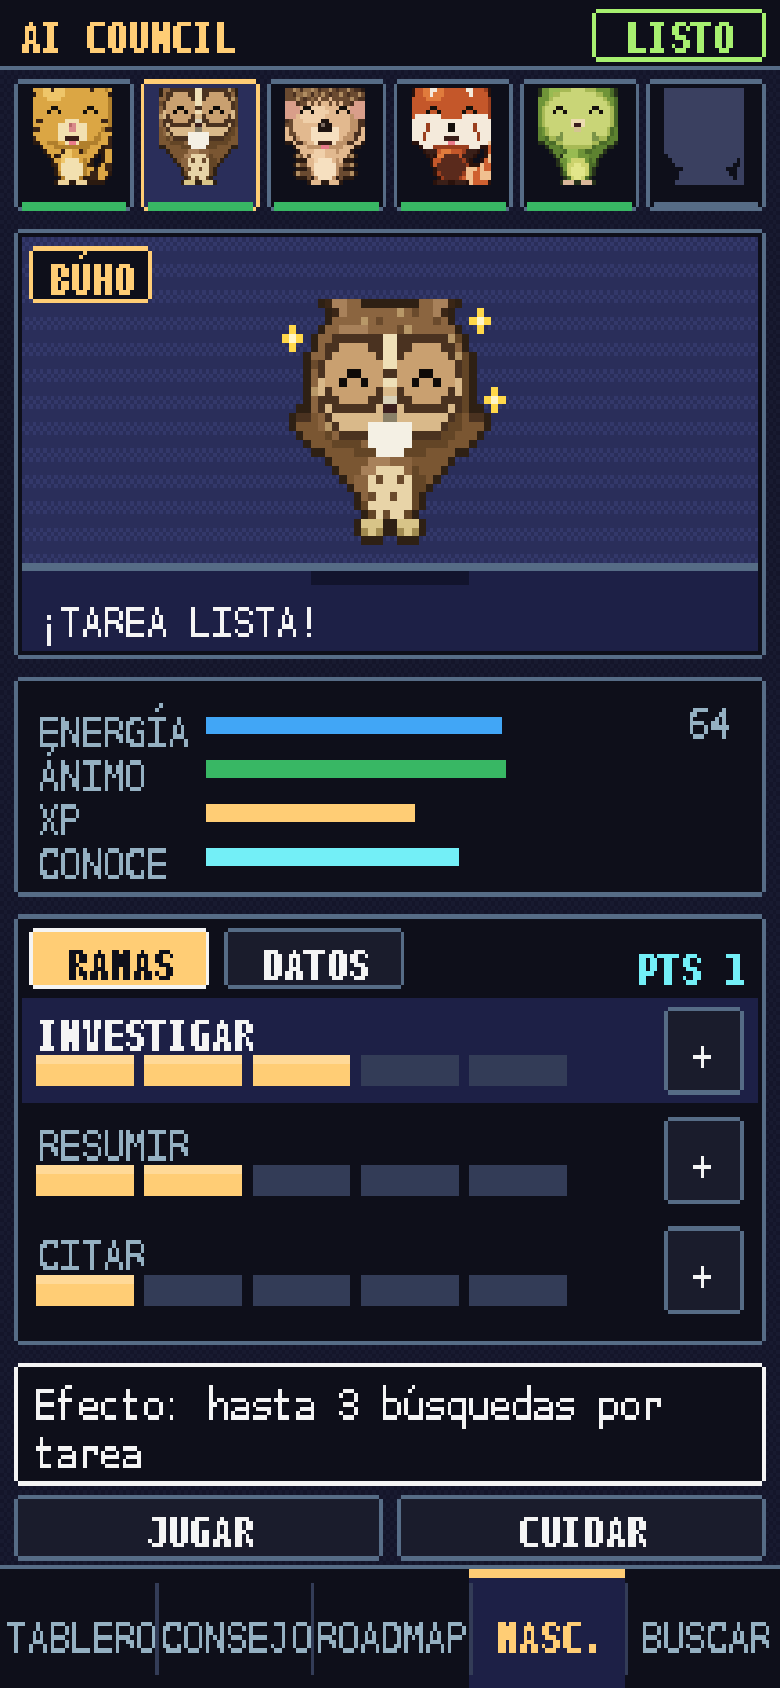 AI COUNCIL
LISTO
BÚHO
¡TAREA LISTA!
ENERGÍA
64
ÁNIMO
XP
CONOCE
RAMAS
DATOS
PTS 1
INVESTIGAR
+
RESUMIR
+
CITAR
+
Efecto: hasta 3 búsquedas por
tarea
JUGAR
CUIDAR
TABLERO
CONSEJO
ROADMAP
MASC.
BUSCAR